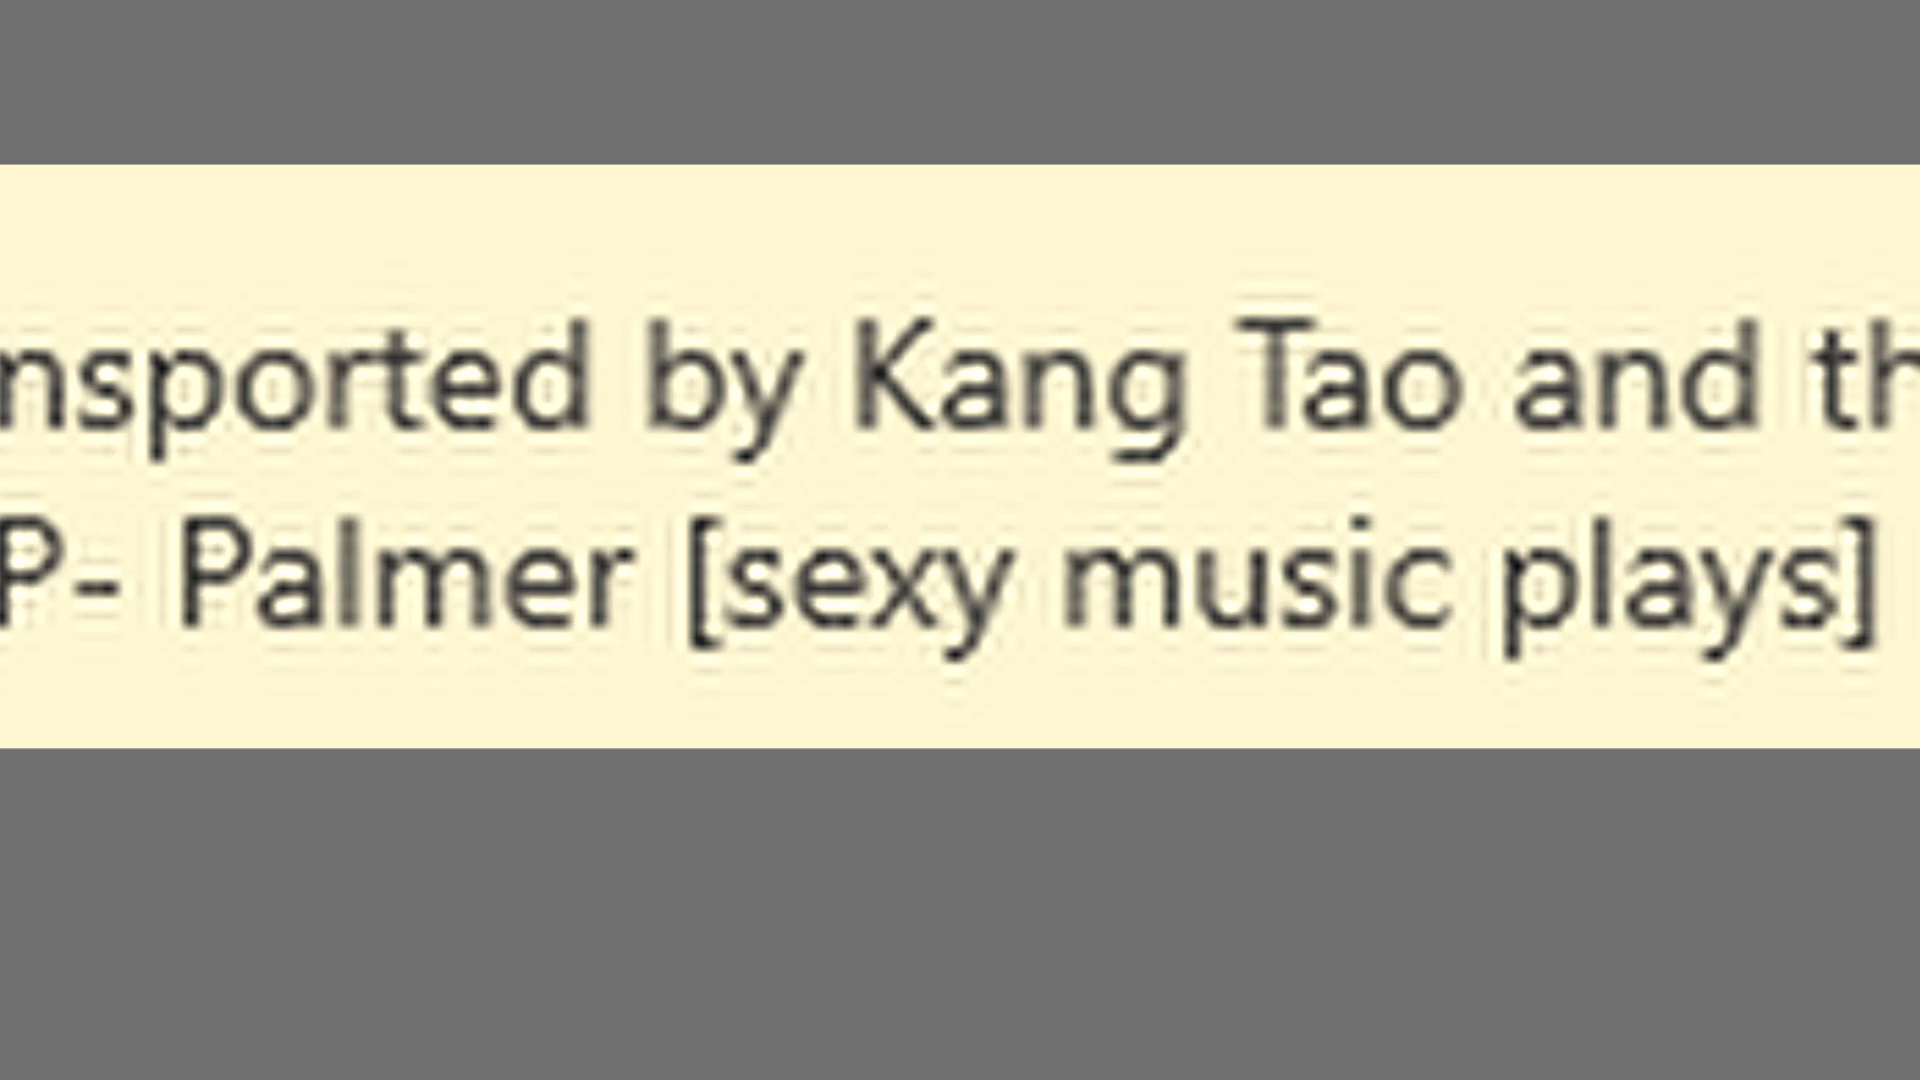 nsported by Kang Tao and th
P- Palmer [sexy music plays]